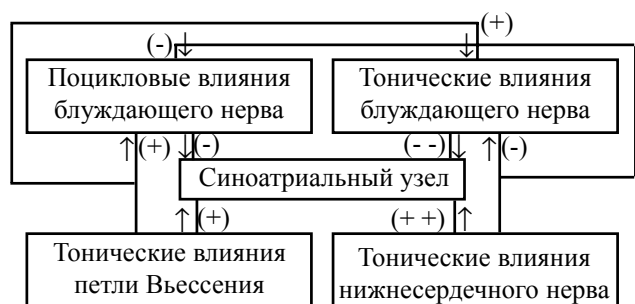 (-) ↓ ↓ (+)
Поцикловые влияния
блуждающего нерва
Тонические влияния
блуждающего нерва
↑ (+) ↓ (-) (- -) ↓ ↑ (-)
Синоатриальный узел
↑ (+) (+ +) ↑
Тонические влияния
петли Вьессения
Тонические влияния
нижнесердечного нерва